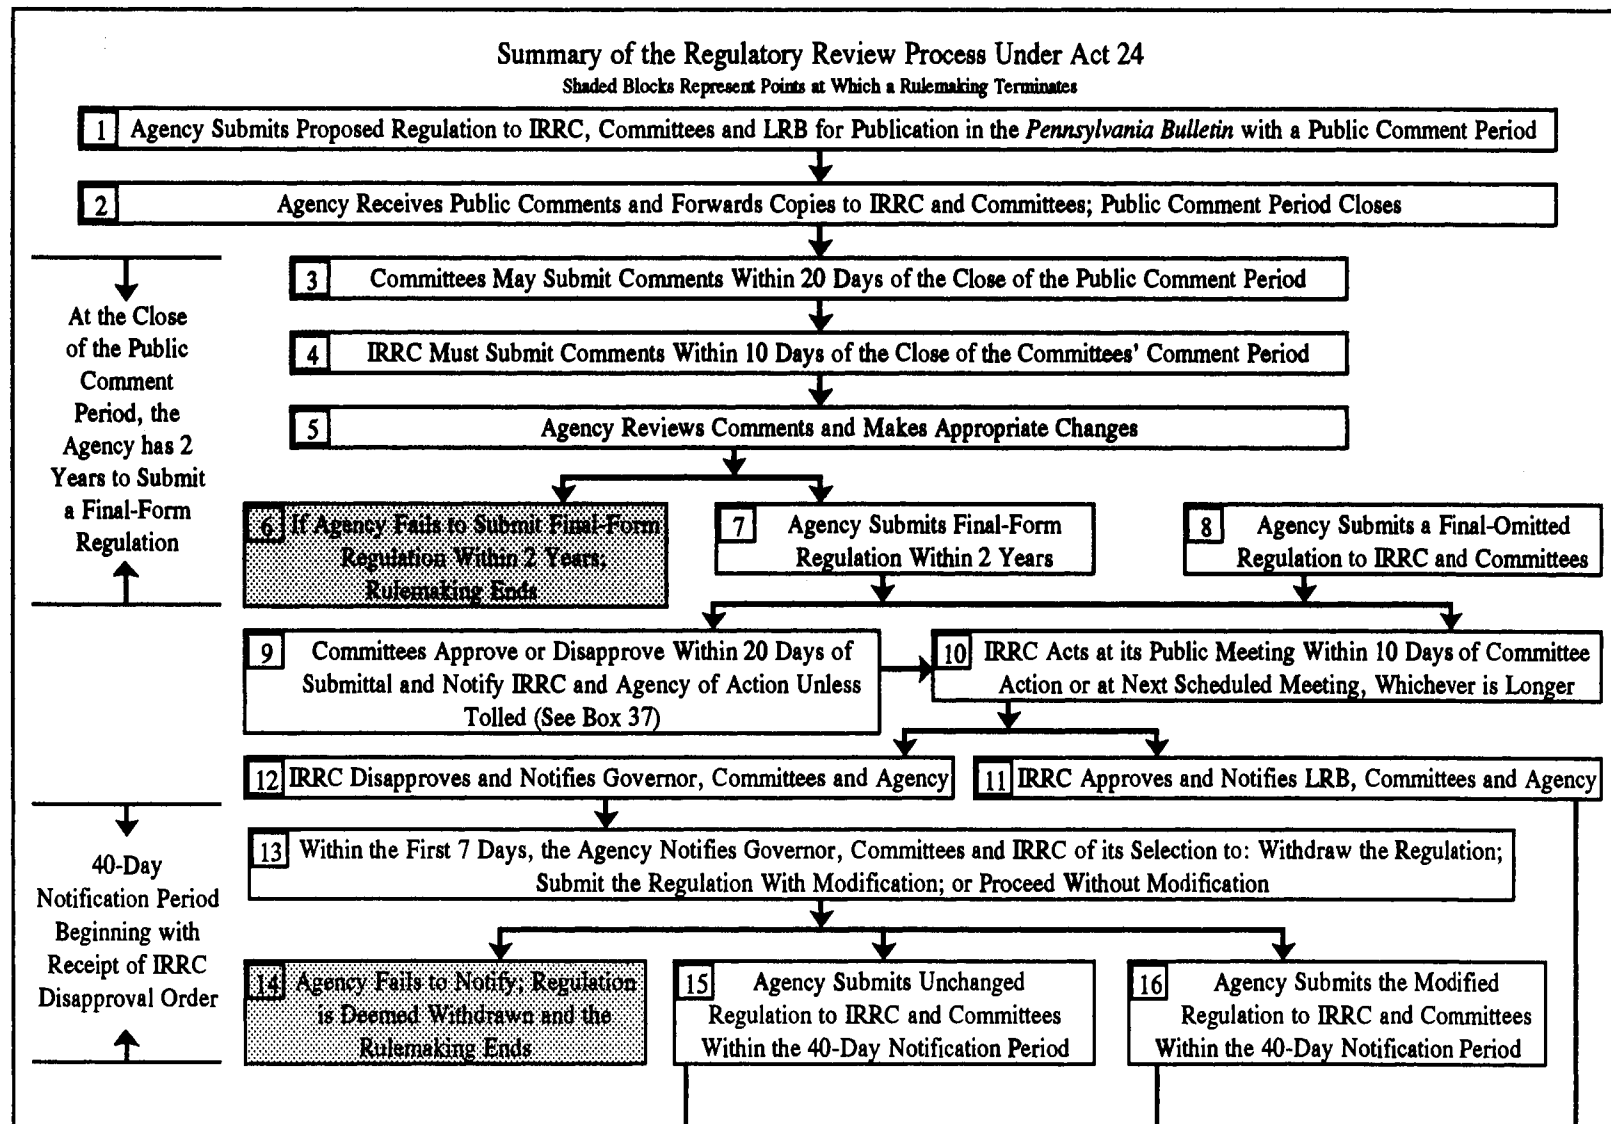 Summary of the Regulatory Review Process Under Act 24
Shaded Blocks Represent Points at Which a Rulemaking Terminates
1 Agency Submits Proposed Regulation to IRRC, Committees and LRB for Publication in the Pennsylvania Bulletin with a Public Comment Period
2 Agency Receives Public Comments and Forwards Copies to IRRC and Committees; Public Comment Period Closes
3 Committees May Submit Comments Within 20 Days of the Close of the Public Comment Period
4 IRRC Must Submit Comments Within 10 Days of the Close of the Committees' Comment Period
5 Agency Reviews Comments and Makes Appropriate Changes
At the Close
of the Public
Comment
Period, the
Agency has 2
Years to Submit
a Final-Form
Regulation
6 If Agency Fails to Submit Final-Form
Regulation Within 2 Years;
Rulemaking Ends
7 Agency Submits Final-Form
Regulation Within 2 Years
8 Agency Submits a Final-Omitted
Regulation to IRRC and Committees
9 Committees Approve or Disapprove Within 20 Days of
Submittal and Notify IRRC and Agency of Action Unless
Tolled (See Box 37)
10 IRRC Acts at its Public Meeting Within 10 Days of Committee
Action or at Next Scheduled Meeting, Whichever is Longer
12 IRRC Disapproves and Notifies Governor, Committees and Agency
11 IRRC Approves and Notifies LRB, Committees and Agency
40-Day
Notification Period
Beginning with
Receipt of IRRC
Disapproval Order
13 Within the First 7 Days, the Agency Notifies Governor, Committees and IRRC of its Selection to: Withdraw the Regulation;
Submit the Regulation With Modification; or Proceed Without Modification
14 Agency Fails to Notify, Regulation
is Deemed Withdrawn and the
Rulemaking Ends
15 Agency Submits Unchanged
Regulation to IRRC and Committees
Within the 40-Day Notification Period
16 Agency Submits the Modified
Regulation to IRRC and Committees
Within the 40-Day Notification Period